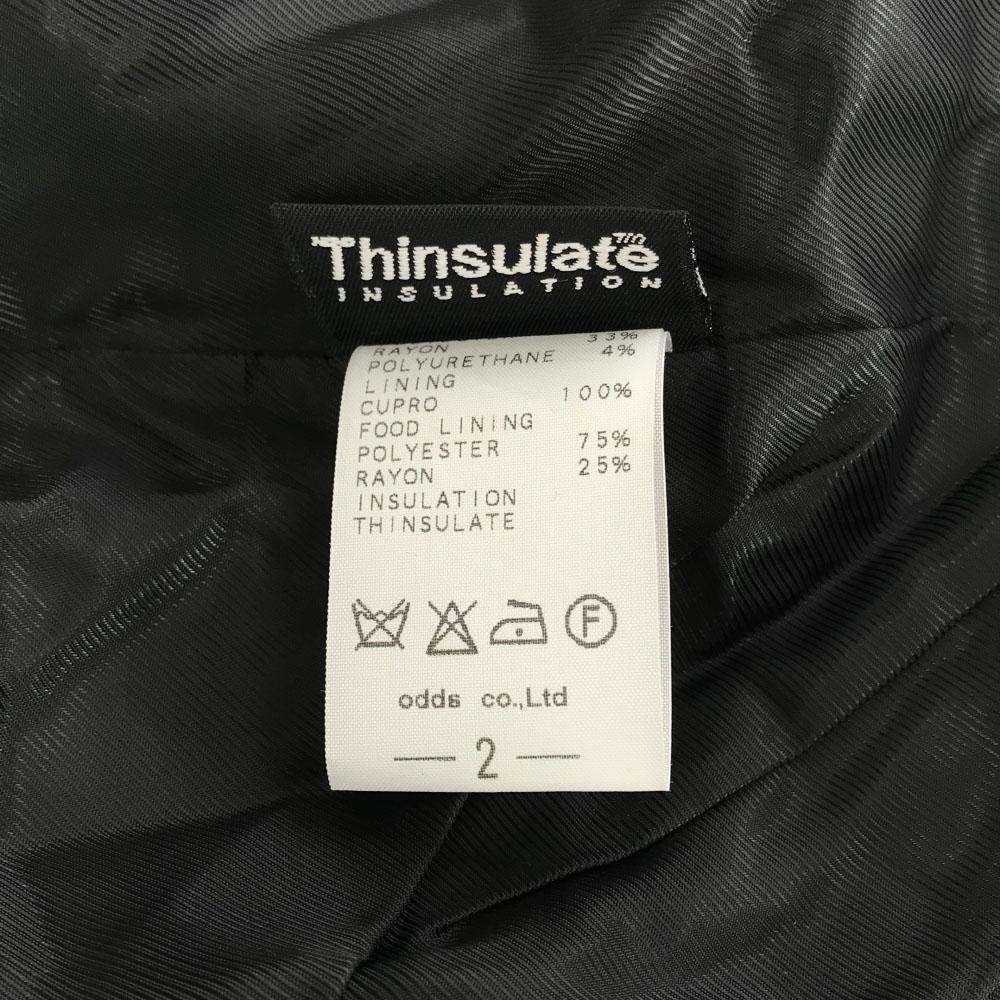 Thinsulate TM
INSULATION
RAYON 33%
POLYURETHANE 4%
LINING
CUPRO 100%
FOOD LINING
POLYESTER 75%
RAYON 25%
INSULATION
THINSULATE
F
odds co.,Ltd
— 2 —